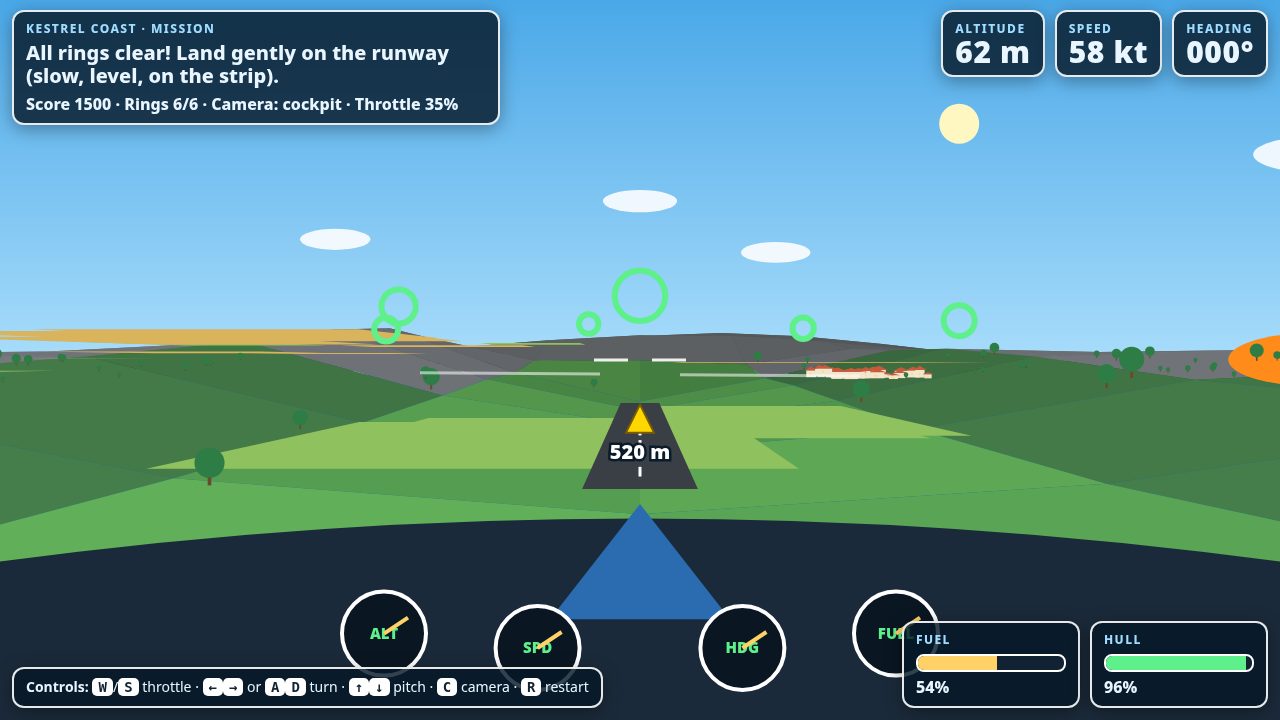 KESTREL COAST · MISSION
All rings clear! Land gently on the runway
(slow, level, on the strip).
Score 1500 · Rings 6/6 · Camera: cockpit · Throttle 35%
ALTITUDE
62 m
SPEED
58 kt
HEADING
000°
520 m
ALT
SPD
HDG
FUEL
FUEL
54%
HULL
96%
Controls: W/S throttle · ←→ or A D turn · ↑↓ pitch · C camera · R restart